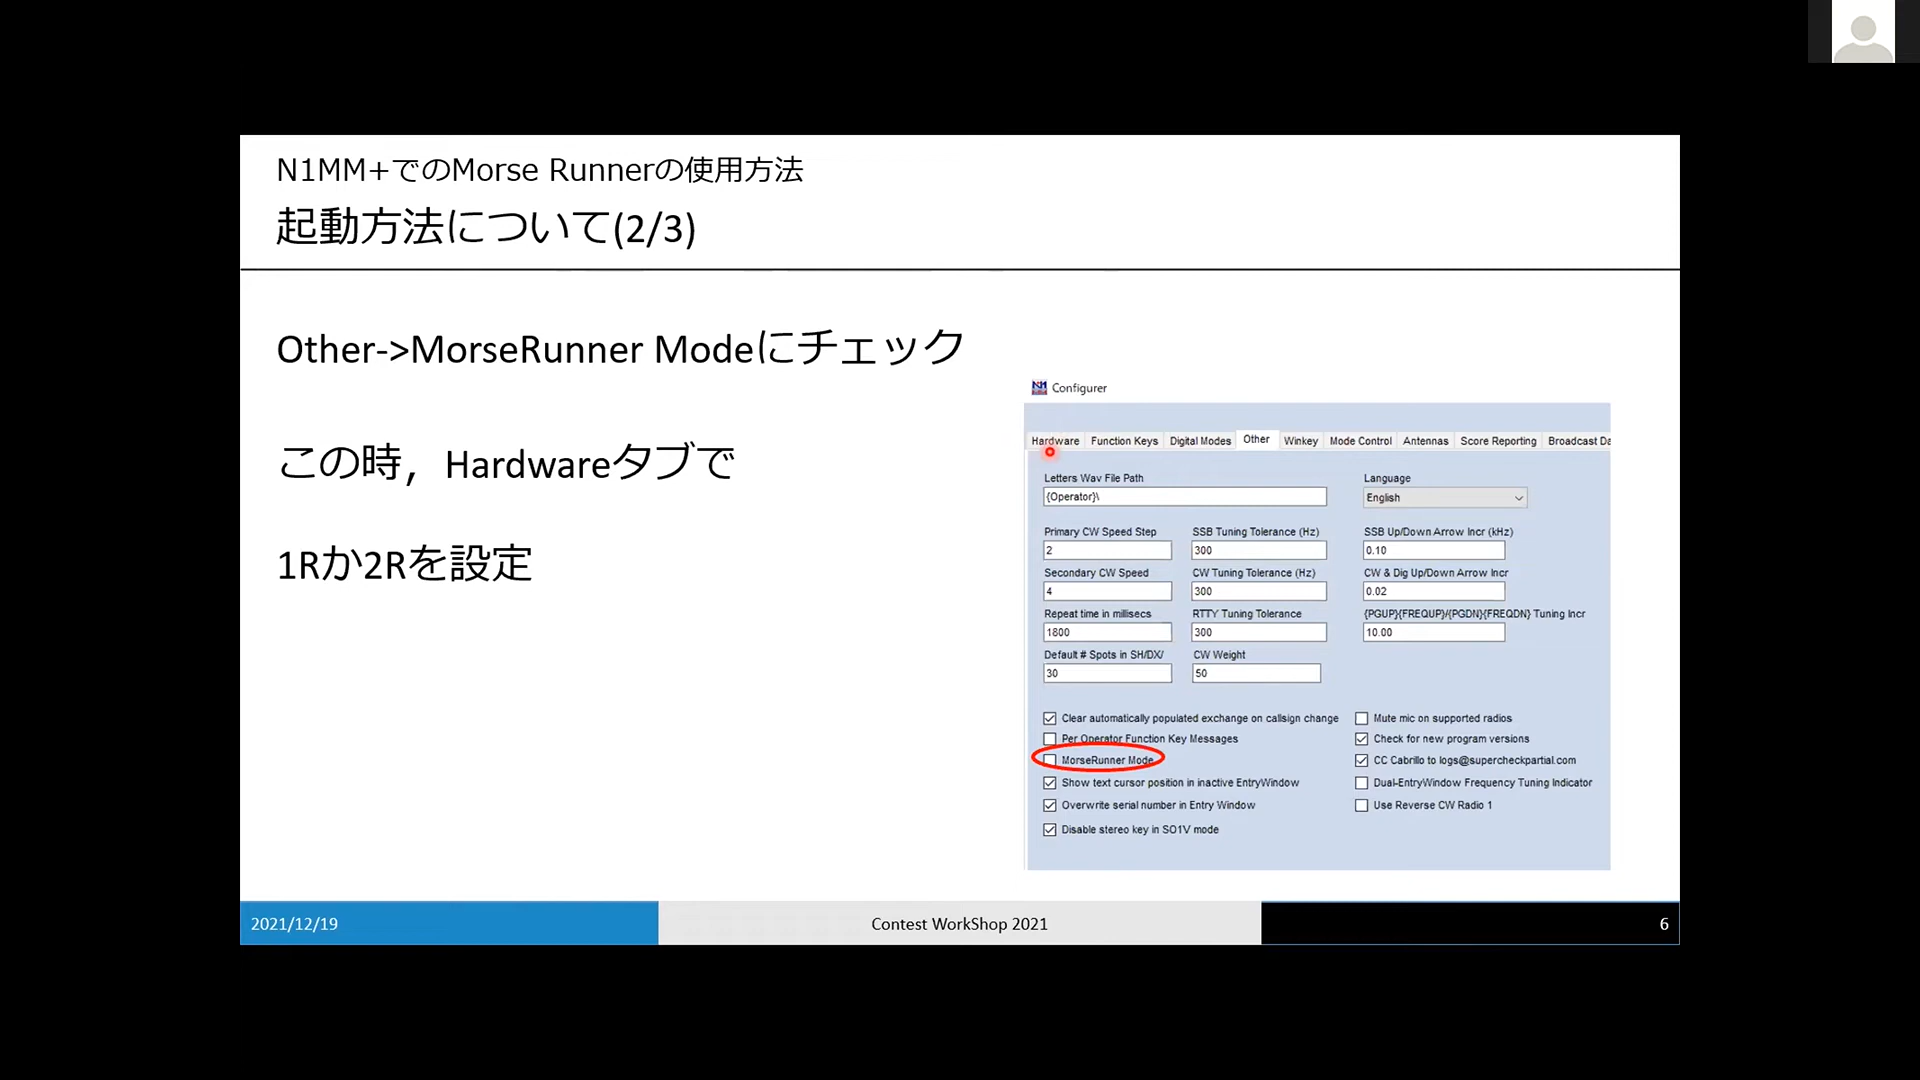 N1MM+でのMorse Runnerの使用方法
起動方法について(2/3)
Other->MorseRunner Modeにチェック
この時，Hardwareタブで
1Rか2Rを設定
Configurer
Hardware Function Keys Digital Modes Other Winkey Mode Control Antennas Score Reporting Broadcast Da
Letters Wav File Path Language
{Operator}\ English
Primary CW Speed Step SSB Tuning Tolerance (Hz) SSB Up/Down Arrow Incr (kHz)
2 300 0.10
Secondary CW Speed CW Tuning Tolerance (Hz) CW & Dig Up/Down Arrow Incr
4 300 0.02
Repeat time in millisecs RTTY Tuning Tolerance {PGUP}{FREQUP}/{PGDN}{FREQDN} Tuning Incr
1800 300 10.00
Default # Spots in SH/DX/ CW Weight
30 50
Clear automatically populated exchange on callsign change Mute mic on supported radios
Per Operator Function Key Messages Check for new program versions
MorseRunner Mode CC Cabrillo to logs@supercheckpartial.com
Show text cursor position in inactive EntryWindow Dual-EntryWindow Frequency Tuning Indicator
Overwrite serial number in Entry Window Use Reverse CW Radio 1
Disable stereo key in SO1V mode
2021/12/19 Contest WorkShop 2021 6